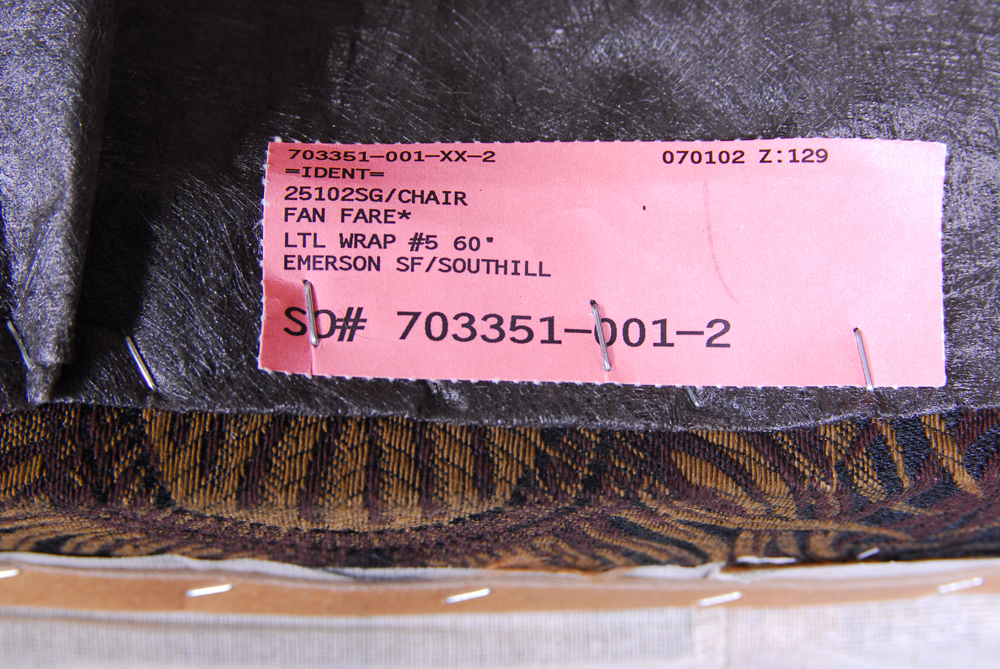 703351-001-XX-2 070102 Z:129
=IDENT=
25102SG/CHAIR
FAN FARE*
LTL WRAP #5 60"
EMERSON SF/SOUTHILL
SO# 703351-001-2